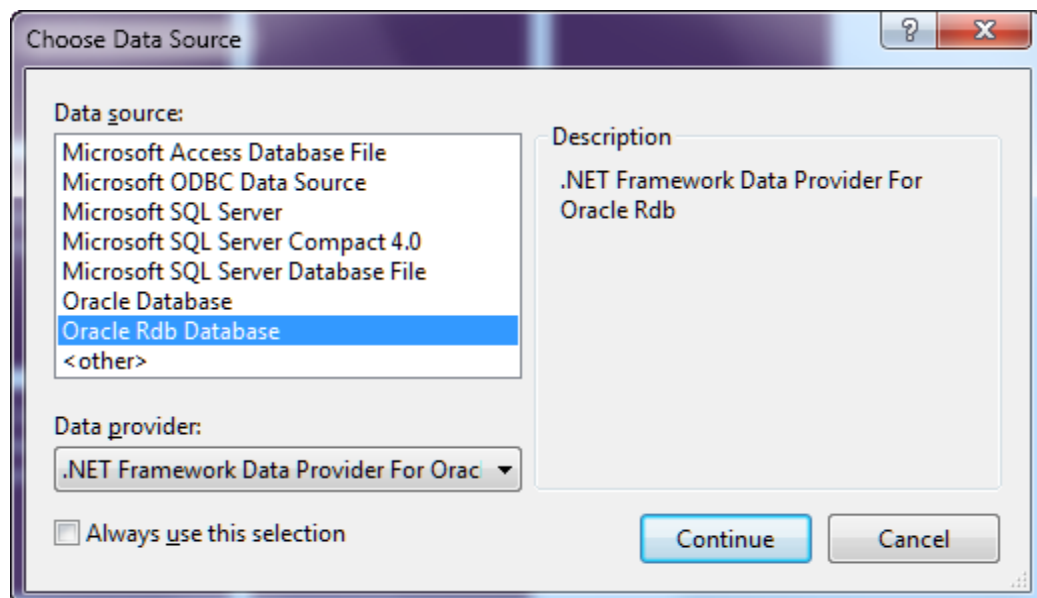 Choose Data Source
Data source:
Microsoft Access Database File
Microsoft ODBC Data Source
Microsoft SQL Server
Microsoft SQL Server Compact 4.0
Microsoft SQL Server Database File
Oracle Database
Oracle Rdb Database
<other>
Description
.NET Framework Data Provider For
Oracle Rdb
Data provider:
.NET Framework Data Provider For Orac
Always use this selection
Continue
Cancel